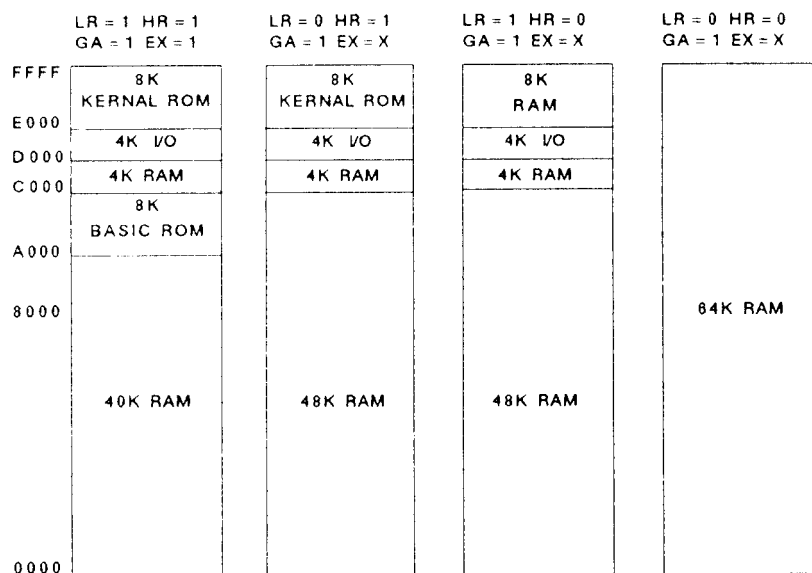 LR = 1 HR = 1
GA = 1 EX = 1
LR = 0 HR = 1
GA = 1 EX = X
LR = 1 HR = 0
GA = 1 EX = X
LR = 0 HR = 0
GA = 1 EX = X
FFFF
E000
D000
C000
A000
8000
0000
8K
KERNAL ROM
4K I/O
4K RAM
8K
BASIC ROM
40K RAM
8K
KERNAL ROM
4K I/O
4K RAM
48K RAM
8K
RAM
4K I/O
4K RAM
48K RAM
64K RAM